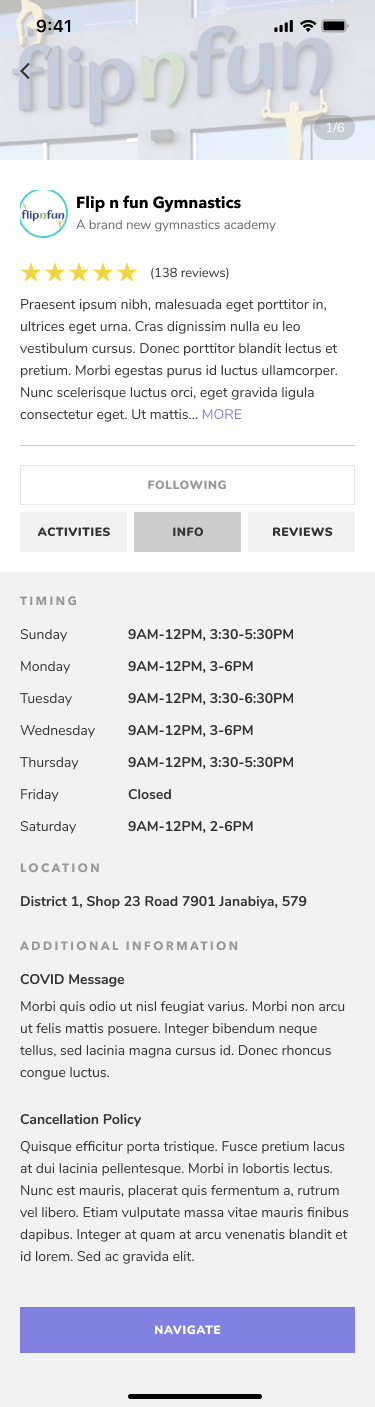 9:41
flipnfun
1/6
flipnfun
Flip n fun Gymnastics
A brand new gymnastics academy
(138 reviews)
Praesent ipsum nibh, malesuada eget porttitor in,
ultrices eget urna. Cras dignissim nulla eu leo
vestibulum cursus. Donec porttitor blandit lectus et
pretium. Morbi egestas purus id luctus ullamcorper.
Nunc scelerisque luctus orci, eget gravida ligula
consectetur eget. Ut mattis... MORE
FOLLOWING
ACTIVITIES INFO REVIEWS
TIMING
Sunday 9AM-12PM, 3:30-5:30PM
Monday 9AM-12PM, 3-6PM
Tuesday 9AM-12PM, 3:30-6:30PM
Wednesday 9AM-12PM, 3-6PM
Thursday 9AM-12PM, 3:30-5:30PM
Friday Closed
Saturday 9AM-12PM, 2-6PM
LOCATION
District 1, Shop 23 Road 7901 Janabiya, 579
ADDITIONAL INFORMATION
COVID Message
Morbi quis odio ut nisl feugiat varius. Morbi non arcu
ut felis mattis posuere. Integer bibendum neque
tellus, sed lacinia magna cursus id. Donec rhoncus
congue luctus.
Cancellation Policy
Quisque efficitur porta tristique. Fusce pretium lacus
at dui lacinia pellentesque. Morbi in lobortis lectus.
Nunc est mauris, placerat quis fermentum a, rutrum
vel libero. Etiam vulputate massa vitae mauris finibus
dapibus. Integer at quam at arcu venenatis blandit et
id lorem. Sed ac gravida elit.
NAVIGATE